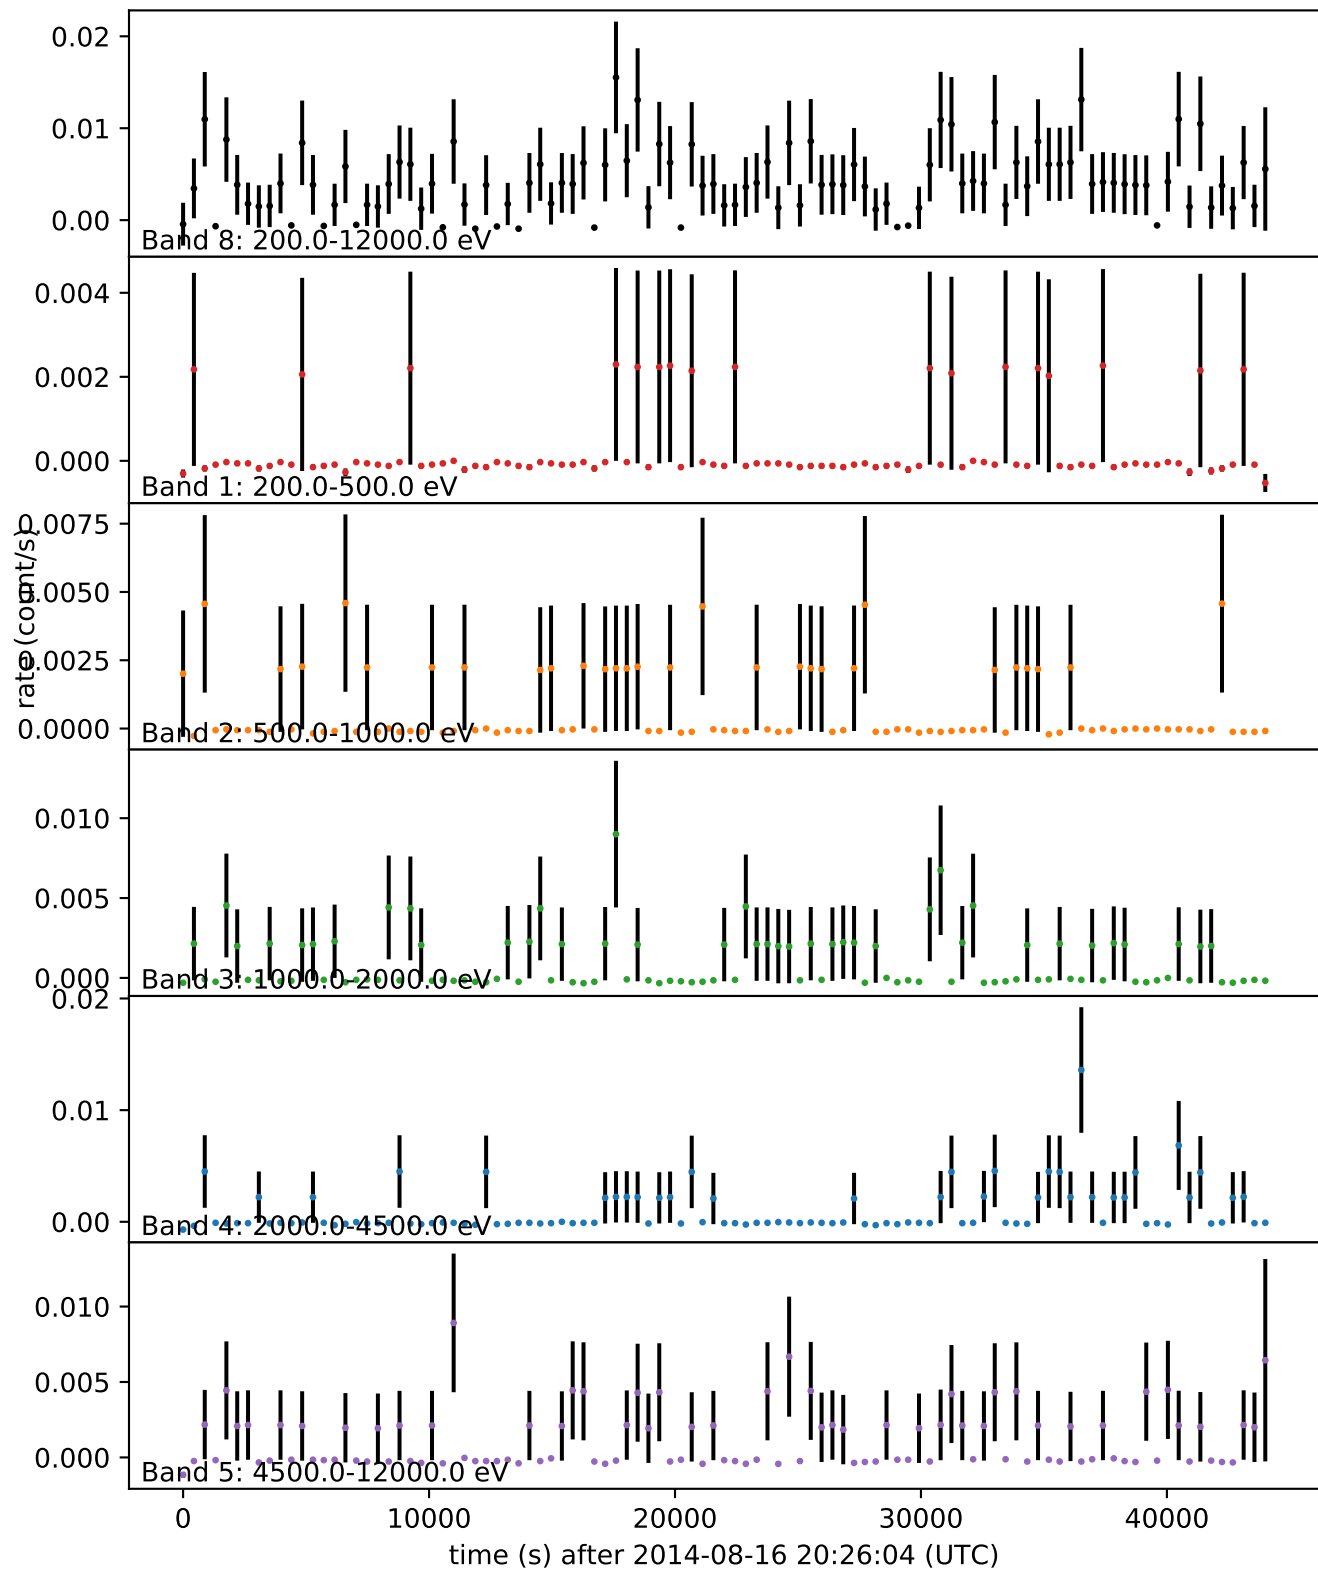 0.02
0.01
0.00
Band 8: 200.0-12000.0 eV
0.004
0.002
0.000
Band 1: 200.0-500.0 eV
rate (count/s)
0.0075
0.0050
0.0025
0.0000
Band 2: 500.0-1000.0 eV
0.010
0.005
0.000
Band 3: 1000.0-2000.0 eV
0.02
0.01
0.00
Band 4: 2000.0-4500.0 eV
0.010
0.005
0.000
Band 5: 4500.0-12000.0 eV
0 10000 20000 30000 40000
time (s) after 2014-08-16 20:26:04 (UTC)